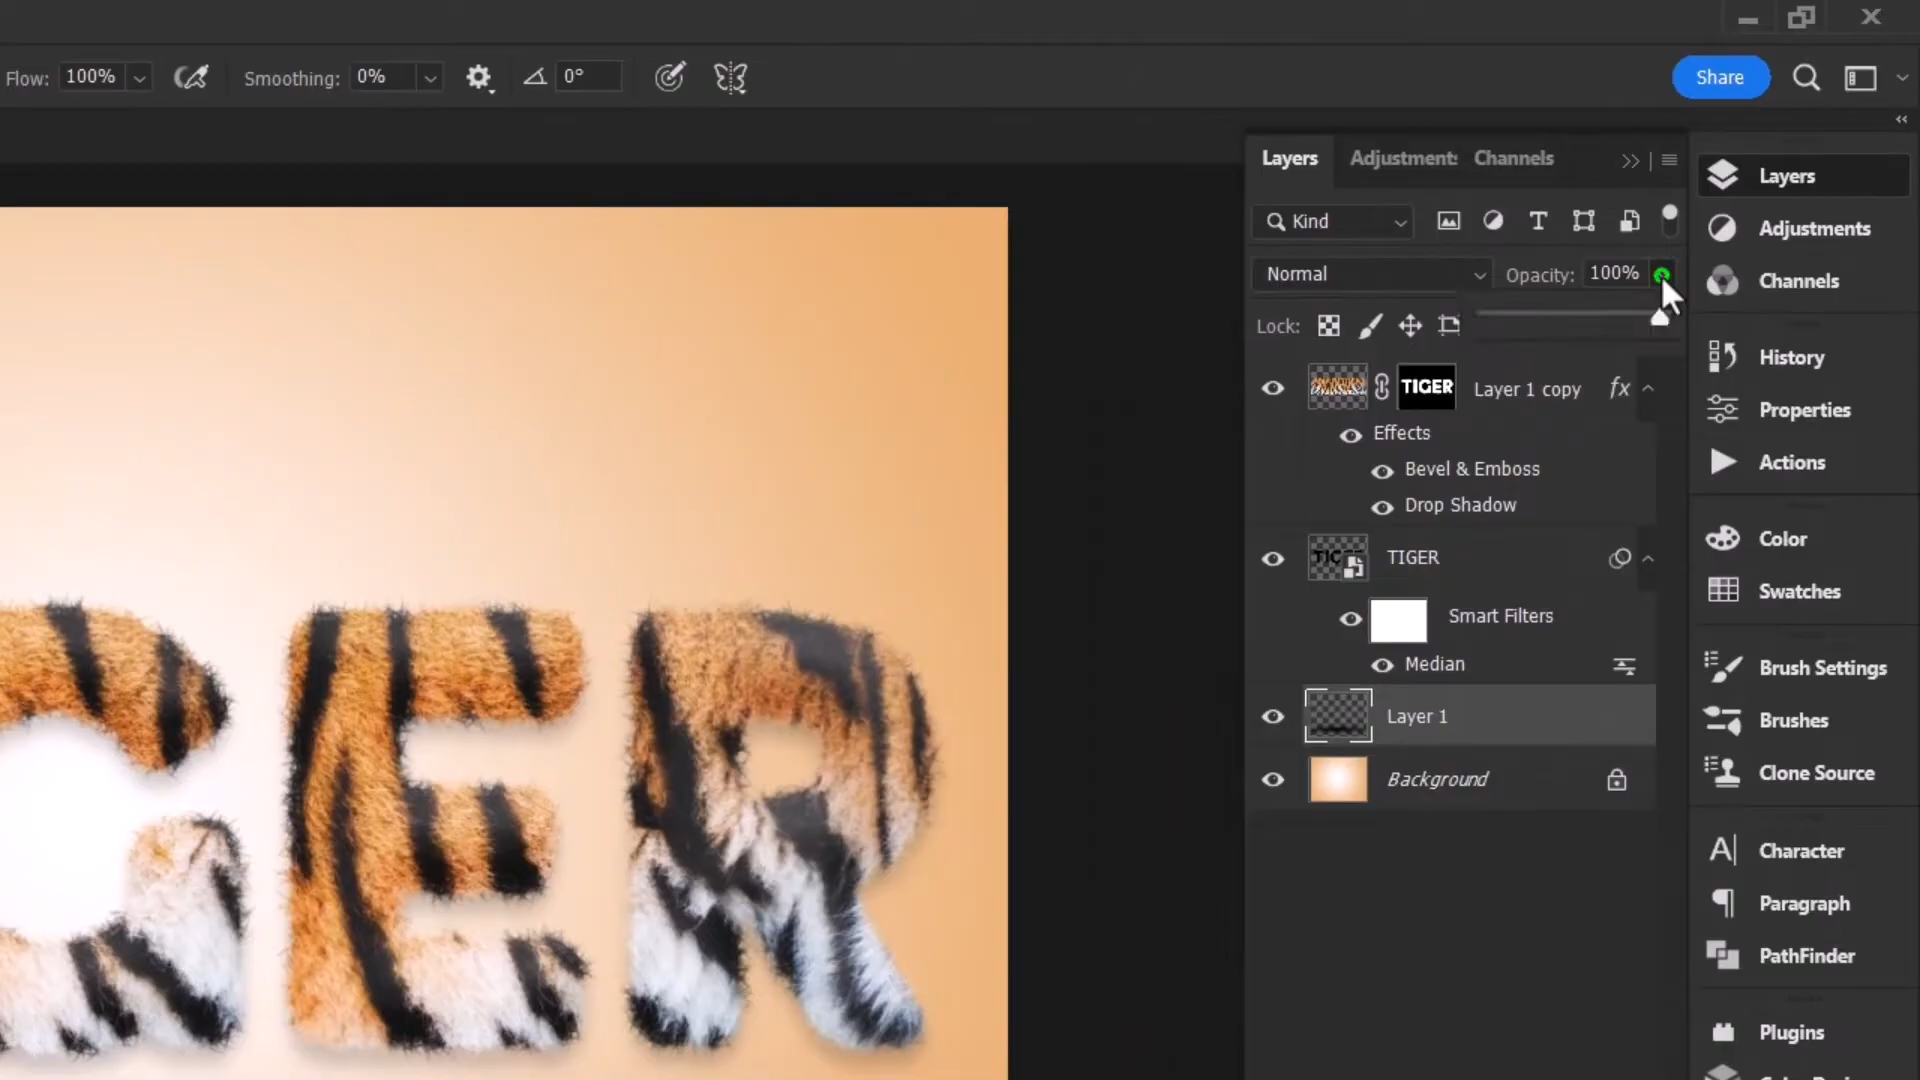 Flow: 100%
Smoothing: 0%
0°
Share
Layers
Adjustment:
Channels
Kind
Normal
Opacity: 100%
Lock:
TIGER
Layer 1 copy
fx
Effects
Bevel & Emboss
Drop Shadow
TIGER
Smart Filters
Median
Layer 1
Background
Layers
Adjustments
Channels
History
Properties
Actions
Color
Swatches
Brush Settings
Brushes
Clone Source
Character
Paragraph
PathFinder
Plugins
GER